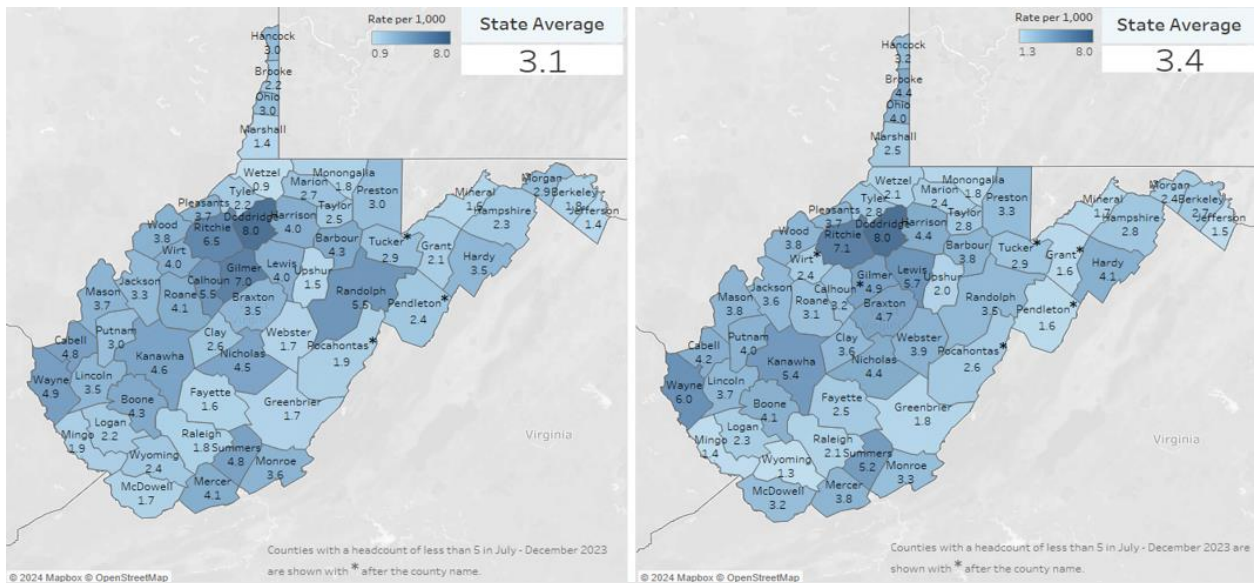 Rate per 1,000
0.9 8.0
State Average
3.1
Hancock
3.0
Brooke
2.2
Ohio
3.0
Marshall
1.4
Wetzel
0.9
Monongalia
1.8
Marion
2.7
Preston
3.0
Tyler
2.2
Pleasants
3.7
Doddridge
8.0
Harrison
4.0
Taylor
2.5
Mineral
1.6
Morgan
2.9
Berkeley
1.8
Jefferson
1.4
Hampshire
2.3
Wood
3.8
Ritchie
6.5
Barbour
4.3
Tucker*
2.9
Grant
2.1
Hardy
3.5
Wirt
4.0
Gilmer
7.0
Lewis
4.0
Upshur
1.5
Calhoun
5.5
Jackson
3.3
Roane
4.1
Braxton
3.5
Randolph
5.5
Pendleton*
2.4
Mason
3.7
Putnam
3.0
Clay
2.6
Webster
1.7
Pocahontas*
1.9
Cabell
4.8
Kanawha
4.6
Nicholas
4.5
Wayne
4.9
Lincoln
3.5
Boone
4.3
Fayette
1.6
Greenbrier
1.7
Logan
2.2
Mingo
1.9
Raleigh
1.8
Summers
4.8
Wyoming
2.4
Monroe
3.6
McDowell
1.7
Mercer
4.1
Virginia
Counties with a headcount of less than 5 in July - December 2023
are shown with * after the county name.
© 2024 Mapbox © OpenStreetMap
Rate per 1,000
1.3 8.0
State Average
3.4
Hancock
3.2
Brooke
4.4
Ohio
4.0
Marshall
2.5
Wetzel
2.1
Monongalia
1.8
Marion
2.4
Preston
3.3
Tyler
2.8
Pleasants
3.7
Doddridge
8.0
Harrison
4.4
Taylor
2.8
Mineral
Morgan
2.4
Berkeley
2.7
Jefferson
1.5
Hampshire
2.8
Wood
3.8
Ritchie
7.1
Barbour
3.8
Tucker*
2.9
Grant*
1.6
Hardy
4.1
Wirt*
2.4
Gilmer
4.9
Lewis
5.7
Upshur
2.0
Calhoun*
3.2
Jackson
3.6
Roane
3.1
Braxton
4.7
Randolph
3.5
Pendleton*
1.6
Mason
3.8
Putnam
4.0
Clay
3.6
Webster
3.9
Pocahontas*
2.6
Cabell
4.2
Kanawha
5.4
Nicholas
4.4
Wayne
6.0
Lincoln
3.7
Boone
4.1
Fayette
2.5
Greenbrier
1.8
Logan
2.3
Mingo
1.4
Raleigh
2.1
Summers
5.2
Wyoming
1.3
Monroe
3.3
McDowell
3.2
Mercer
3.8
Virginia
Counties with a headcount of less than 5 in July - December 2023 are
shown with * after the county name.
© 2024 Mapbox © OpenStreetMap